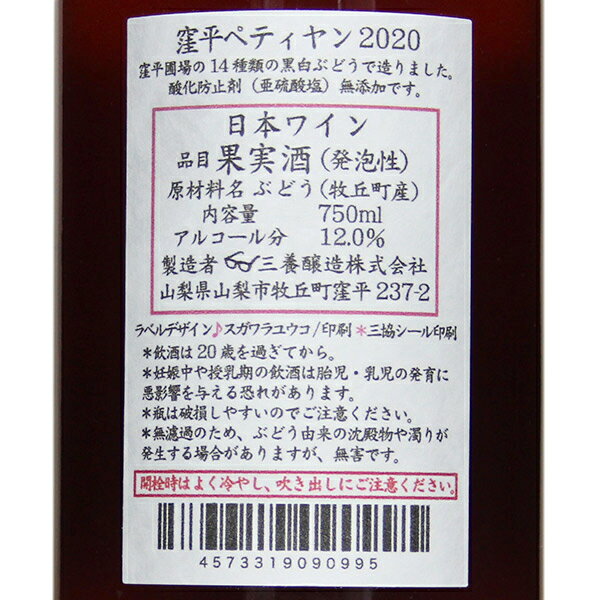 窪平ペティヤン2020
窪平圃場の14種類の黒白ぶどうで造りました。
酸化防止剤（亜硫酸塩）無添加です。
日本ワイン
品目 果実酒(発泡性)
原材料名 ぶどう(牧丘町産)
内容量 750ml
アルコール分 12.0%
製造者 三養醸造株式会社
山梨県山梨市牧丘町窪平237-2
ラベルデザイン♪スガワラユウコ/印刷＊三協シール印刷
＊飲酒は20歳を過ぎてから。
＊妊娠中や授乳期の飲酒は胎児・乳児の発育に
悪影響を与える恐れがあります。
＊瓶は破損しやすいのでご注意ください。
＊無濾過のため、ぶどう由来の沈殿物や濁りが
発生する場合がありますが、無害です。
開栓時はよく冷やし、吹き出しにご注意ください。
4573319090995